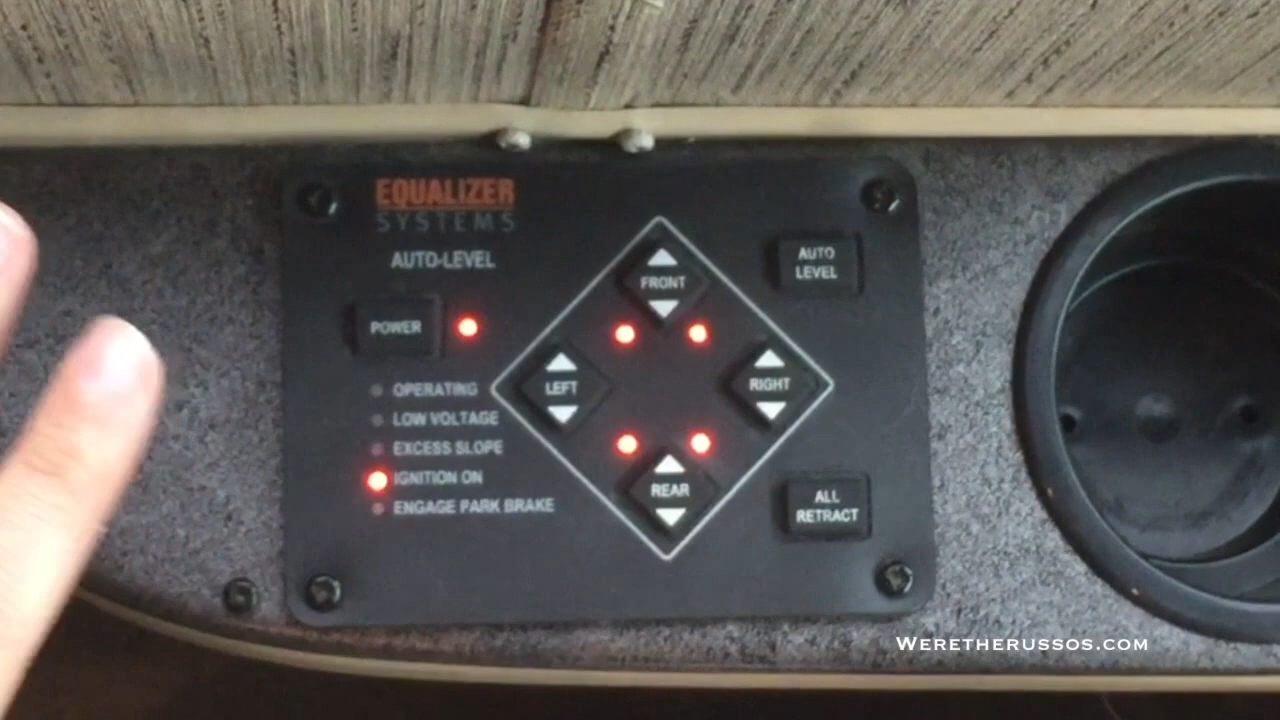 EQUALIZER
SYSTEMS
AUTO-LEVEL
POWER
OPERATING
LOW VOLTAGE
EXCESS SLOPE
IGNITION ON
ENGAGE PARK BRAKE
FRONT
LEFT
RIGHT
REAR
AUTO
LEVEL
ALL
RETRACT
WERETHERUSSOS.COM